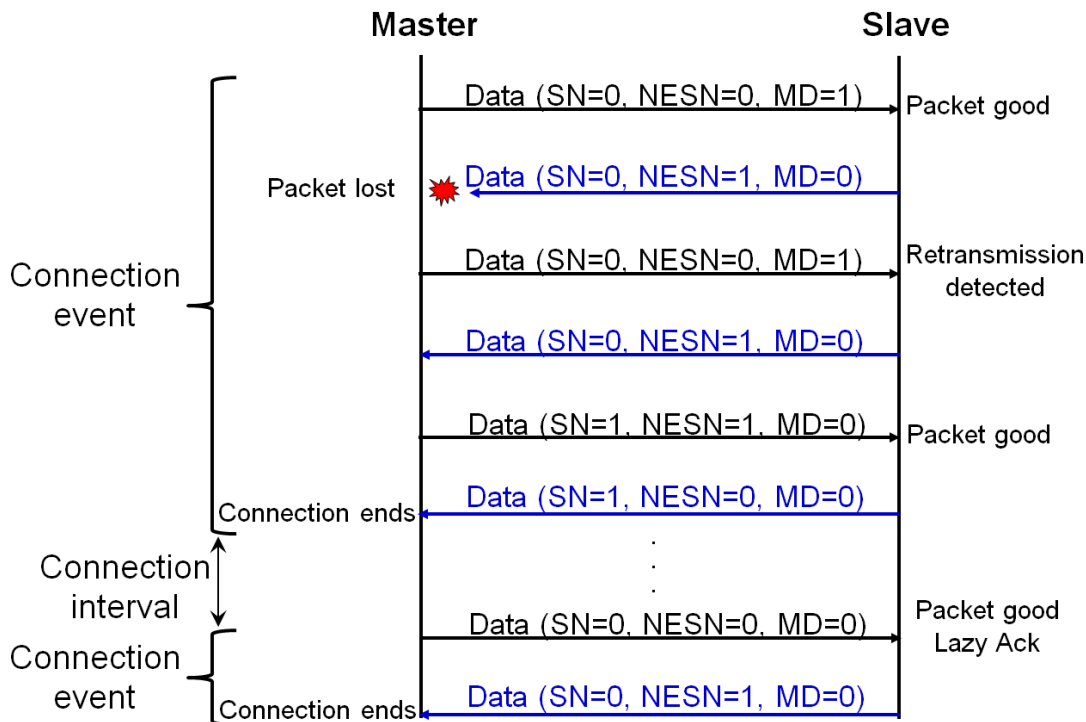 Master
Slave
Data (SN=0, NESN=0, MD=1)
Packet good
Data (SN=0, NESN=1, MD=0)
Packet lost
Data (SN=0, NESN=0, MD=1)
Retransmission
detected
Connection
event
Data (SN=0, NESN=1, MD=0)
Data (SN=1, NESN=1, MD=0)
Packet good
Data (SN=1, NESN=0, MD=0)
Connection ends
Connection
interval
Data (SN=0, NESN=0, MD=0)
Packet good
Lazy Ack
Connection
event
Data (SN=0, NESN=1, MD=0)
Connection ends